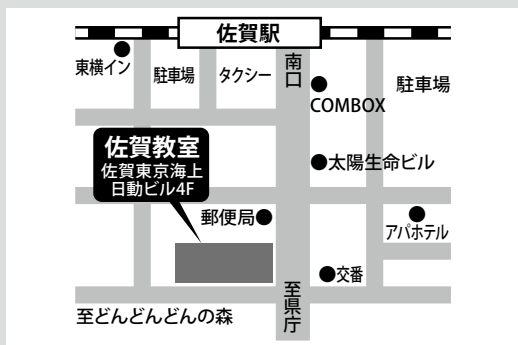 佐賀駅
東横イン
駐車場
タクシー
南口
駐車場
COMBOX
佐賀教室
佐賀東京海上
日動ビル4F
太陽生命ビル
郵便局
アパホテル
交番
至県庁
至どんどんどんの森